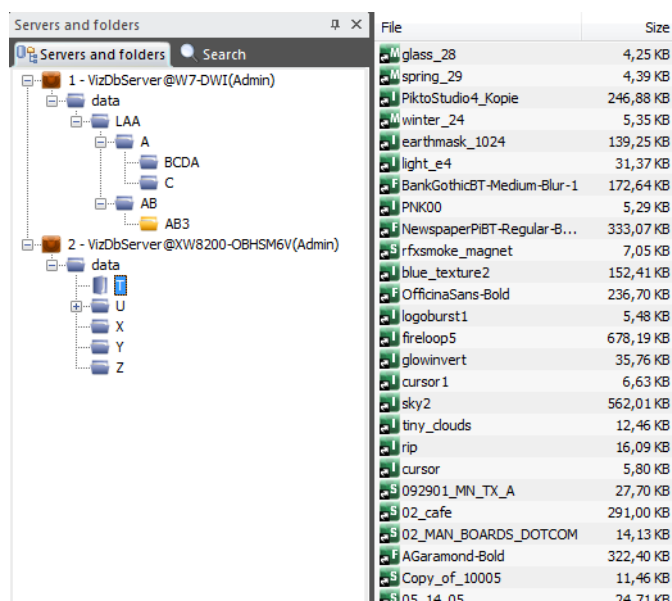 Servers and folders
Servers and folders Search
1 - VizDbServer@W7-DWI(Admin)
data
LAA
A
BCDA
C
AB
AB3
2 - VizDbServer@XW8200-OBHSM6V(Admin)
data
T
U
X
Y
Z
File Size
M glass_28 4,25 KB
M spring_29 4,39 KB
I PiktoStudio4_Kopie 246,88 KB
M winter_24 5,35 KB
I earthmask_1024 139,25 KB
I light_e4 31,37 KB
F BankGothicBT-Medium-Blur-1 172,64 KB
I PNK00 5,29 KB
F NewspaperPiBT-Regular-B... 333,07 KB
S rfxsmoke_magnet 7,05 KB
I blue_texture2 152,41 KB
F OfficinaSans-Bold 236,70 KB
I logoburst1 5,48 KB
I fireloop5 678,19 KB
I glowinvert 35,76 KB
I cursor1 6,63 KB
I sky2 562,01 KB
I tiny_clouds 12,46 KB
I rip 16,09 KB
I cursor 5,80 KB
S 092901_MN_TX_A 27,70 KB
S 02_cafe 291,00 KB
S 02_MAN_BOARDS_DOTCOM 14,13 KB
F AGaramond-Bold 322,40 KB
S Copy_of_10005 11,46 KB
S 05_14_05 24,71 KB